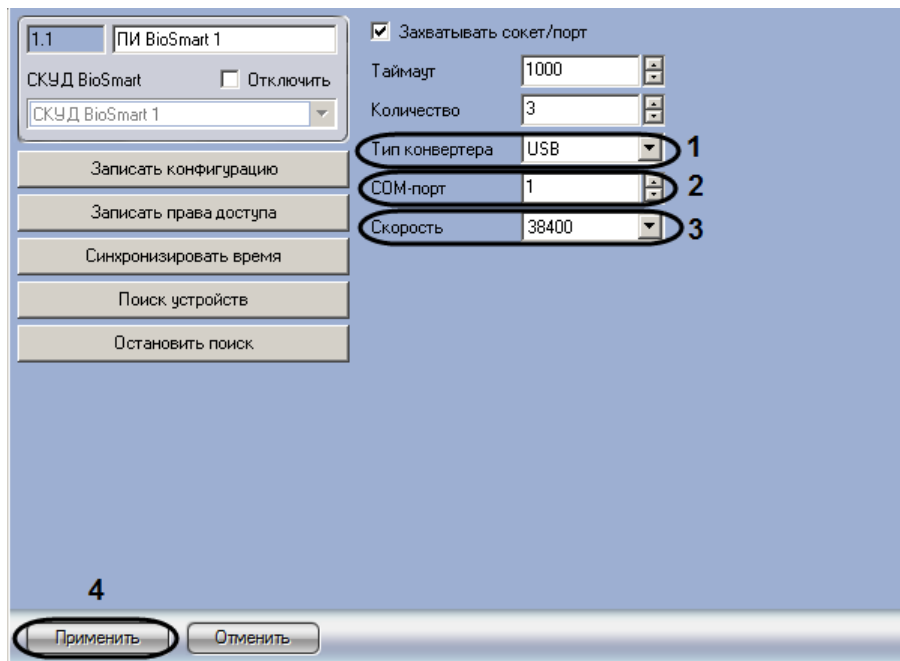 1.1 ПИ BioSmart 1
СКУД BioSmart Отключить
СКУД BioSmart 1
Записать конфигурацию
Записать права доступа
Синхронизировать время
Поиск устройств
Остановить поиск
Захватывать сокет/порт
Таймаут 1000
Количество 3
Тип конвертера USB 1
COM-порт 1 2
Скорость 38400 3
4
Применить Отменить